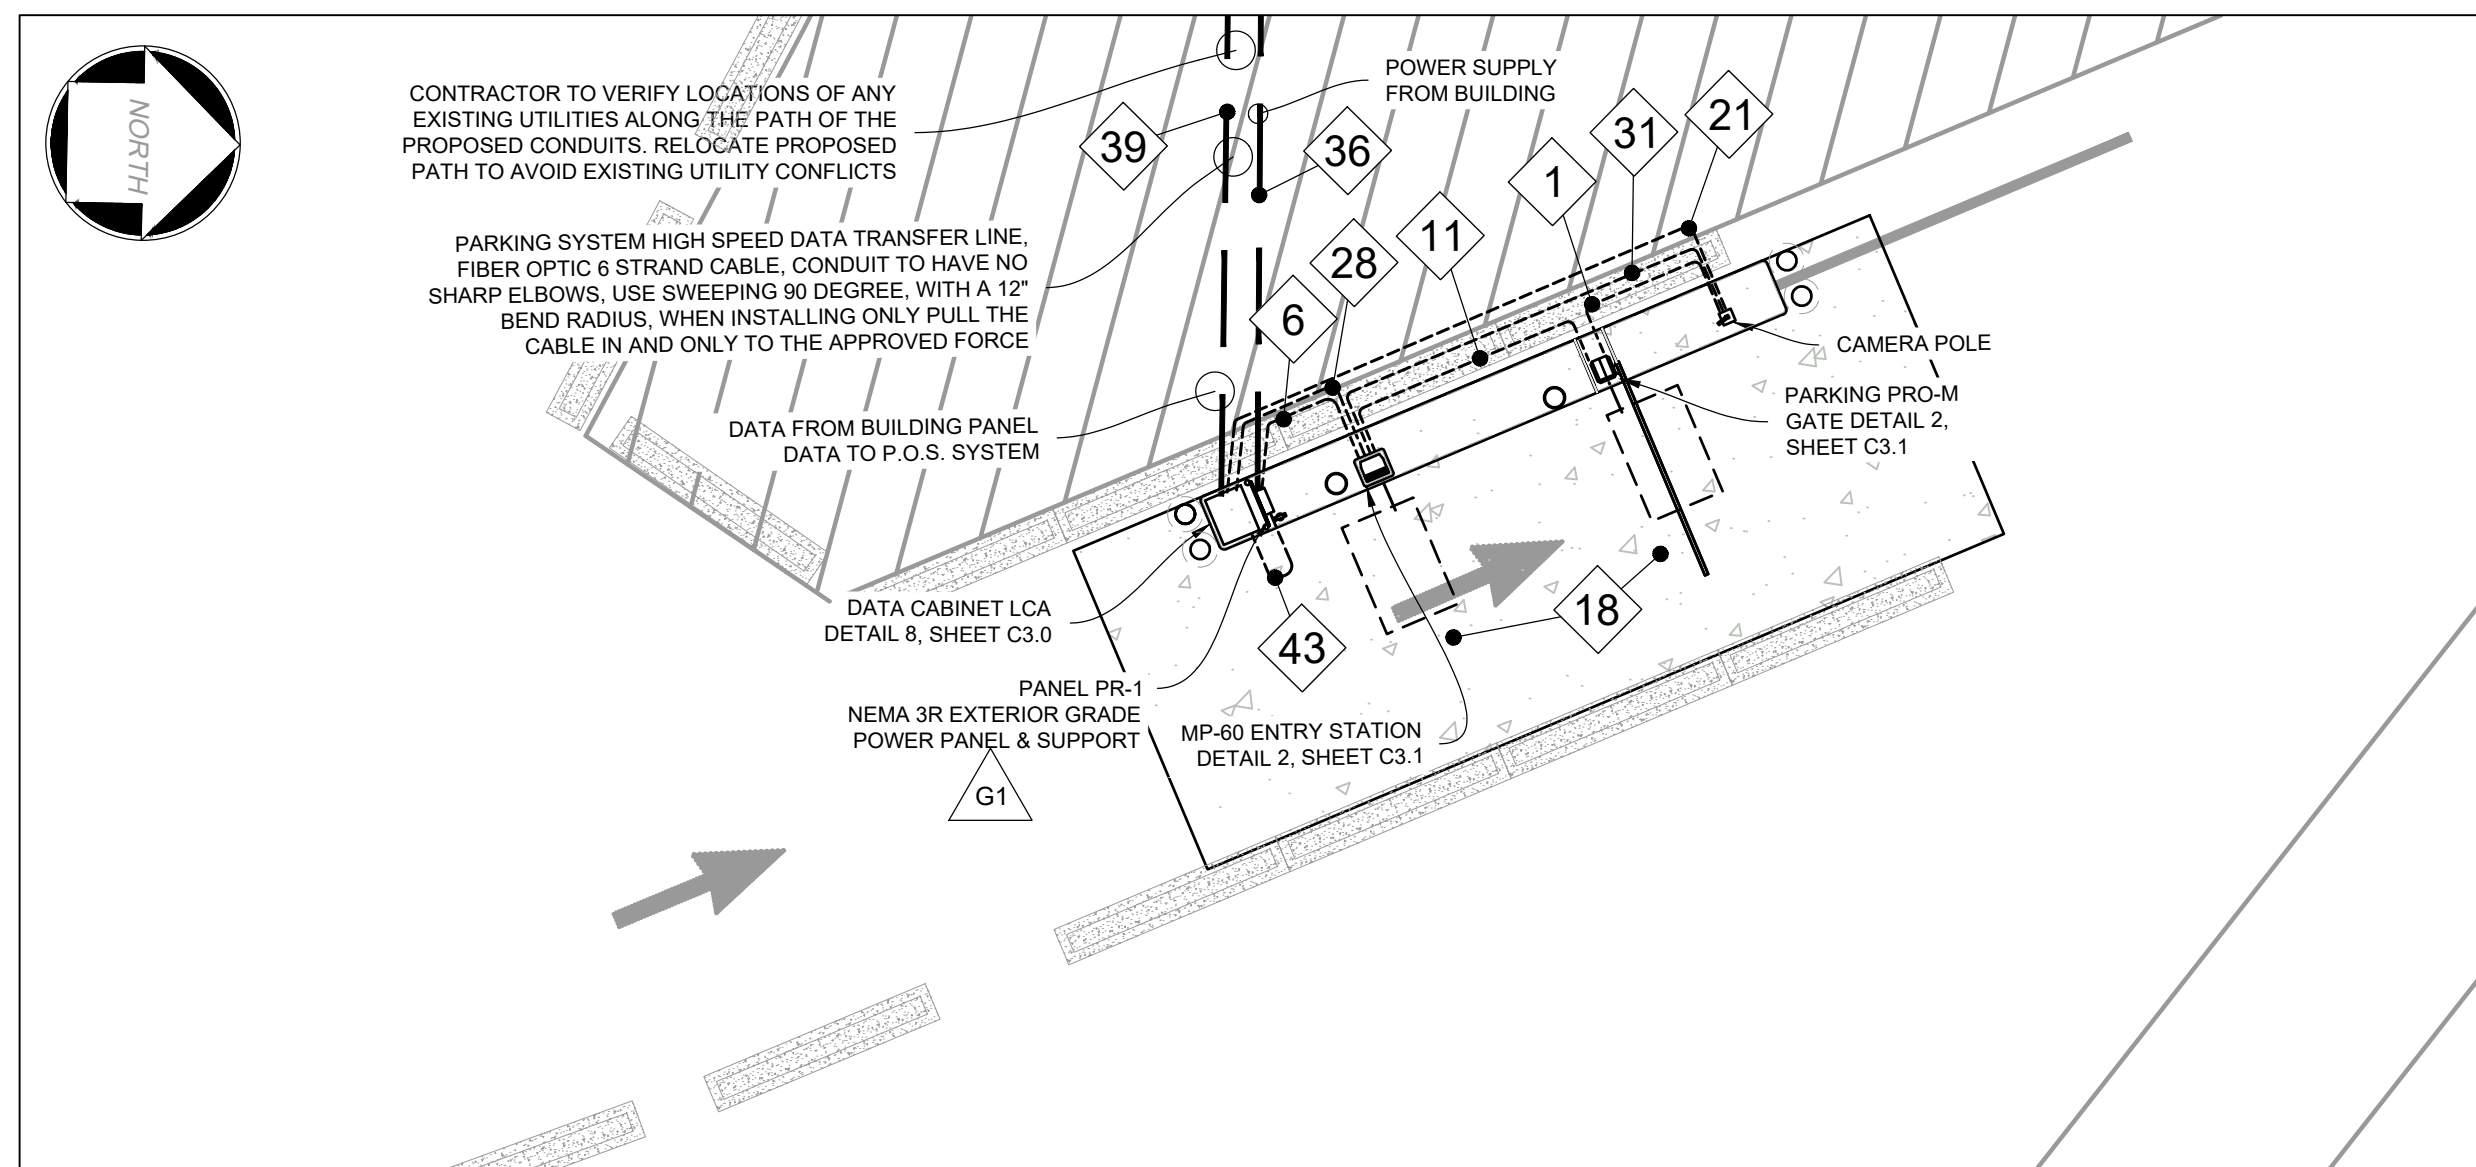 NORTH
CONTRACTOR TO VERIFY LOCATIONS OF ANY
EXISTING UTILITIES ALONG THE PATH OF THE
PROPOSED CONDUITS. RELOCATE PROPOSED
PATH TO AVOID EXISTING UTILITY CONFLICTS
POWER SUPPLY
FROM BUILDING
39
36
1
31
21
PARKING SYSTEM HIGH SPEED DATA TRANSFER LINE,
FIBER OPTIC 6 STRAND CABLE, CONDUIT TO HAVE NO
SHARP ELBOWS, USE SWEEPING 90 DEGREE, WITH A 12"
BEND RADIUS, WHEN INSTALLING ONLY PULL THE
CABLE IN AND ONLY TO THE APPROVED FORCE
6
28
11
CAMERA POLE
PARKING PRO-M
GATE DETAIL 2,
SHEET C3.1
DATA FROM BUILDING PANEL
DATA TO P.O.S. SYSTEM
DATA CABINET LCA
DETAIL 8, SHEET C3.0
43
18
PANEL PR-1
NEMA 3R EXTERIOR GRADE
POWER PANEL & SUPPORT
G1
MP-60 ENTRY STATION
DETAIL 2, SHEET C3.1